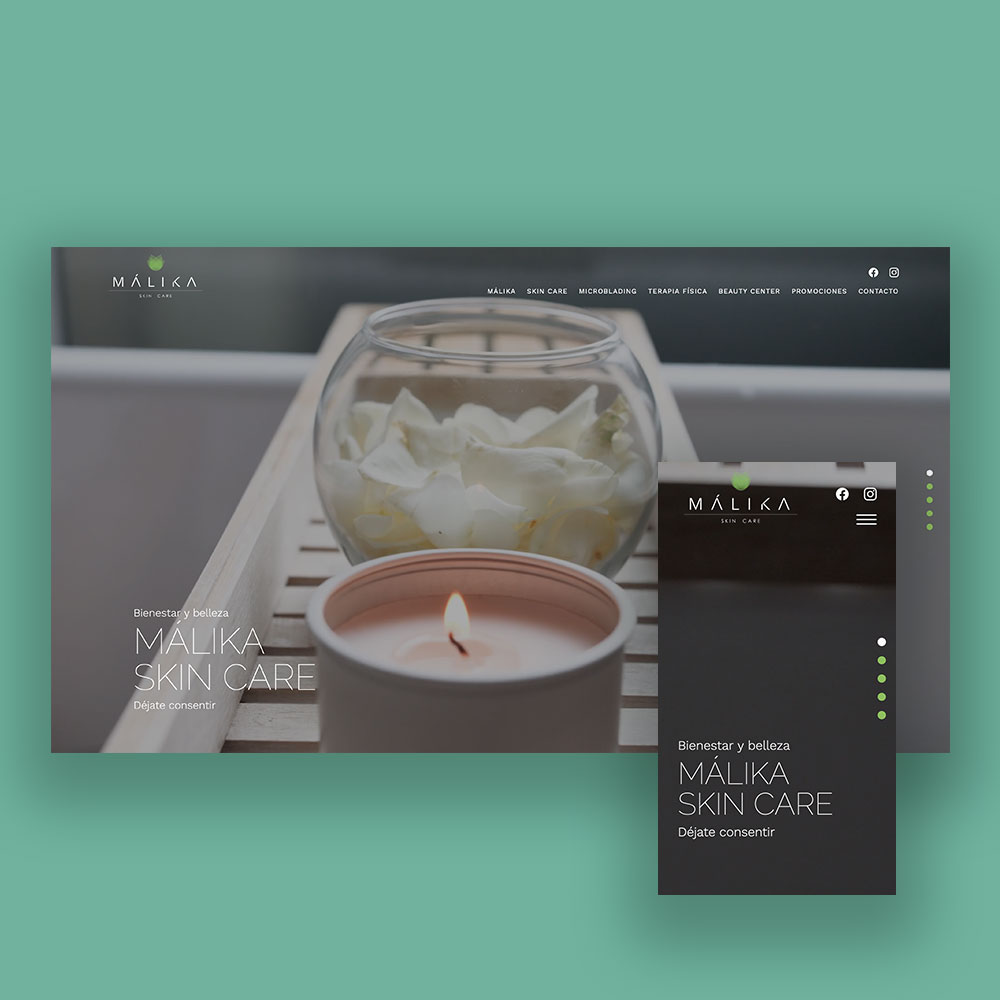 MÁLIKA
SKIN CARE
MÁLIKA SKIN CARE MICROBLADING TERAPIA FÍSICA BEAUTY CENTER PROMOCIONES CONTACTO
Bienestar y belleza
MÁLIKA
SKIN CARE
Déjate consentir
MÁLIKA
SKIN CARE
Bienestar y belleza
MÁLIKA
SKIN CARE
Déjate consentir